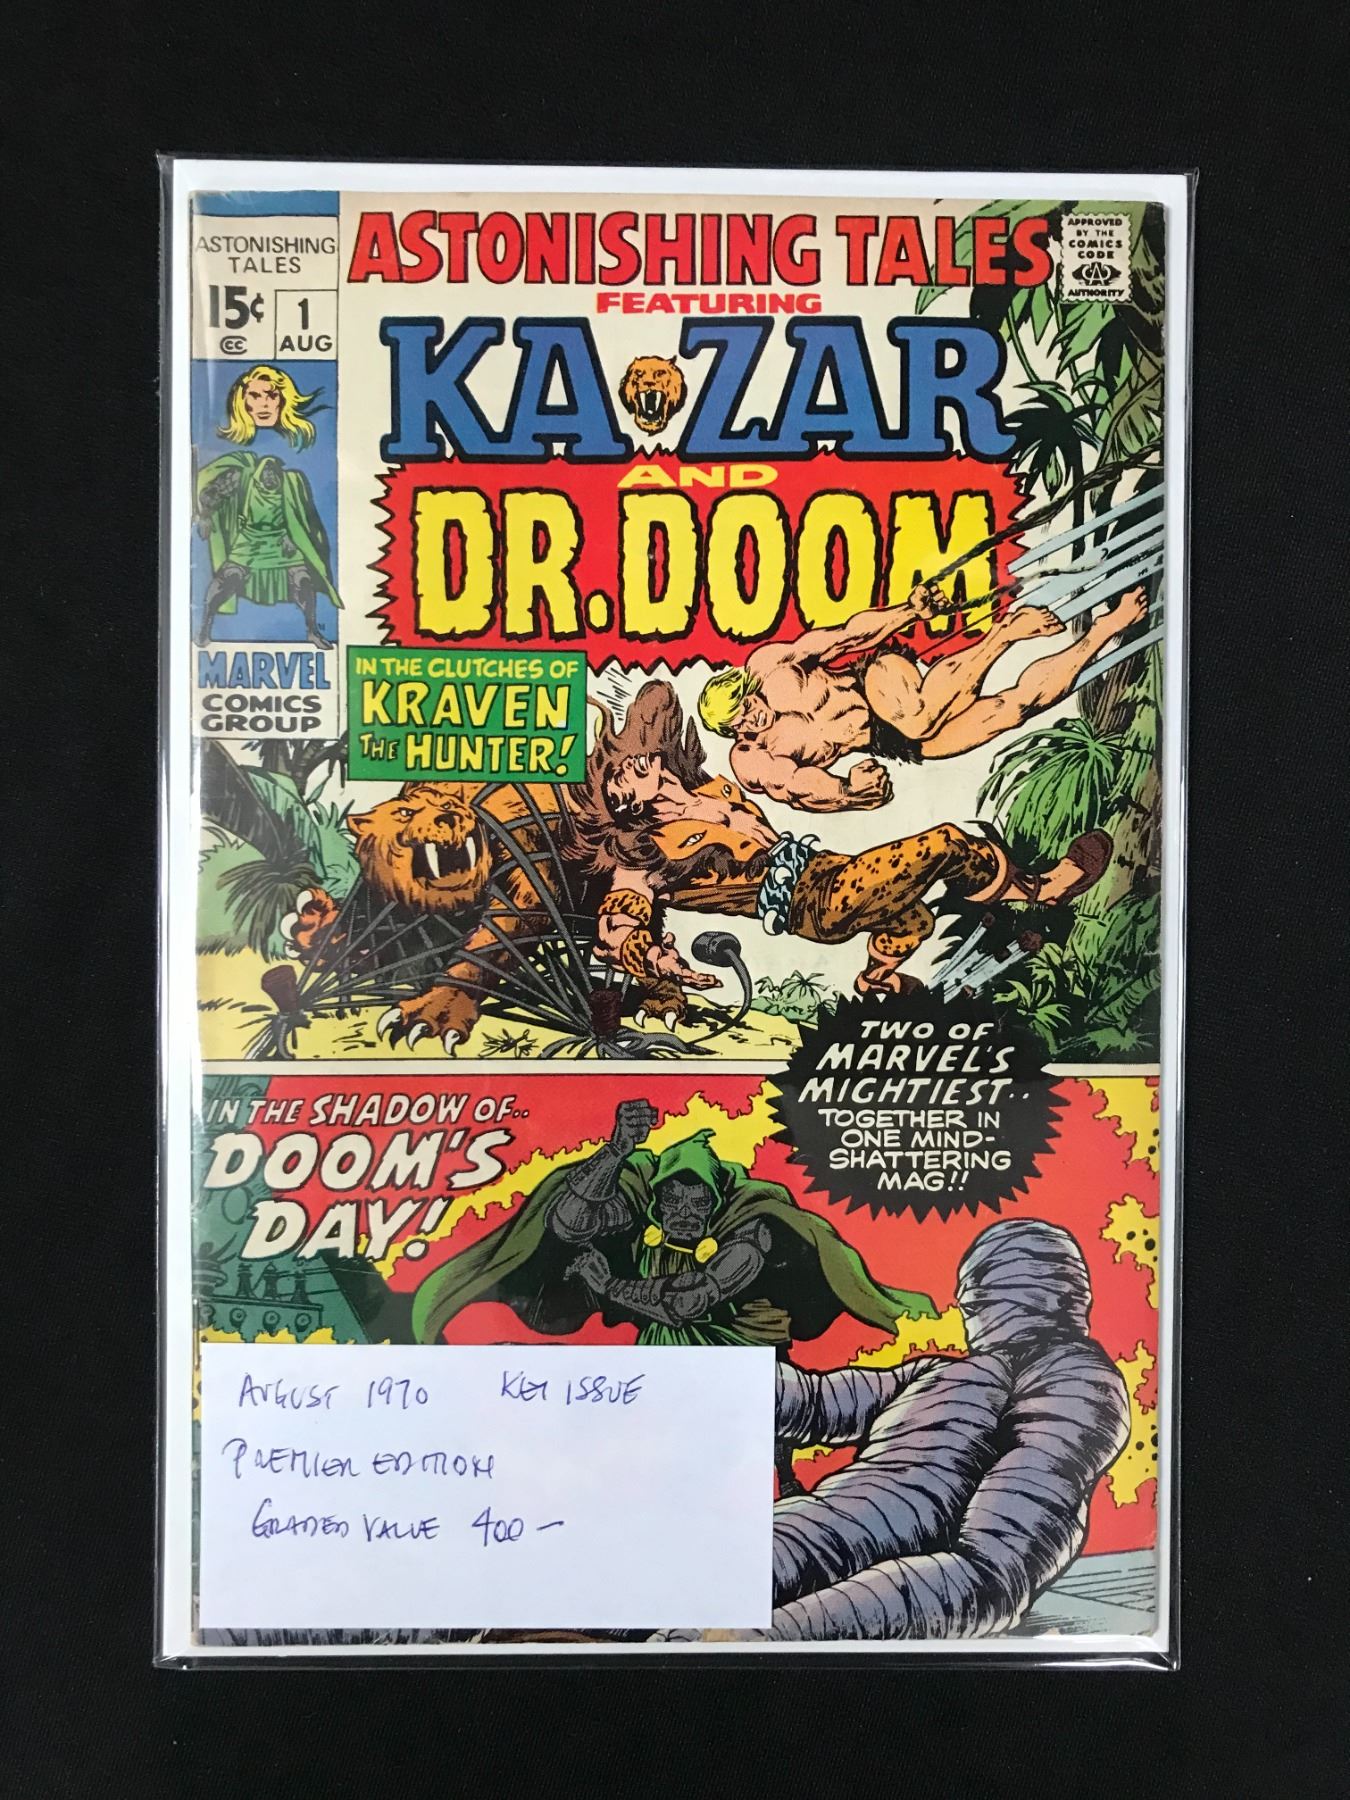 ASTONISHING
TALES
15¢
1
CC
AUG
MARVEL
COMICS
GROUP
ASTONISHING TALES
FEATURING
KA-ZAR
AND
DR. DOOM
APPROVED
BY THE
COMICS
CODE
CA
AUTHORITY
IN THE CLUTCHES OF
KRAVEN
THE HUNTER!
TWO OF
MARVEL'S
MIGHTIEST..
TOGETHER IN
ONE MIND-
SHATTERING
MAG!!
IN THE SHADOW OF..
DOOM'S
DAY!
AUGUST 1970 KEY ISSUE
PREMIER EDITION
GRADED VALUE 400 —